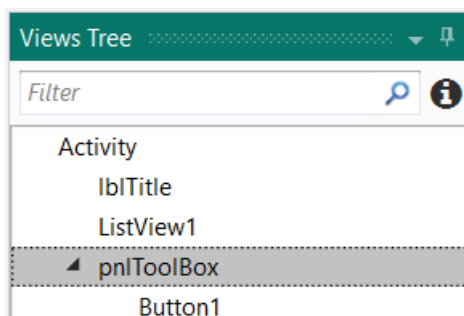 Views Tree
Filter
Activity
lblTitle
ListView1
pnlToolBox
Button1